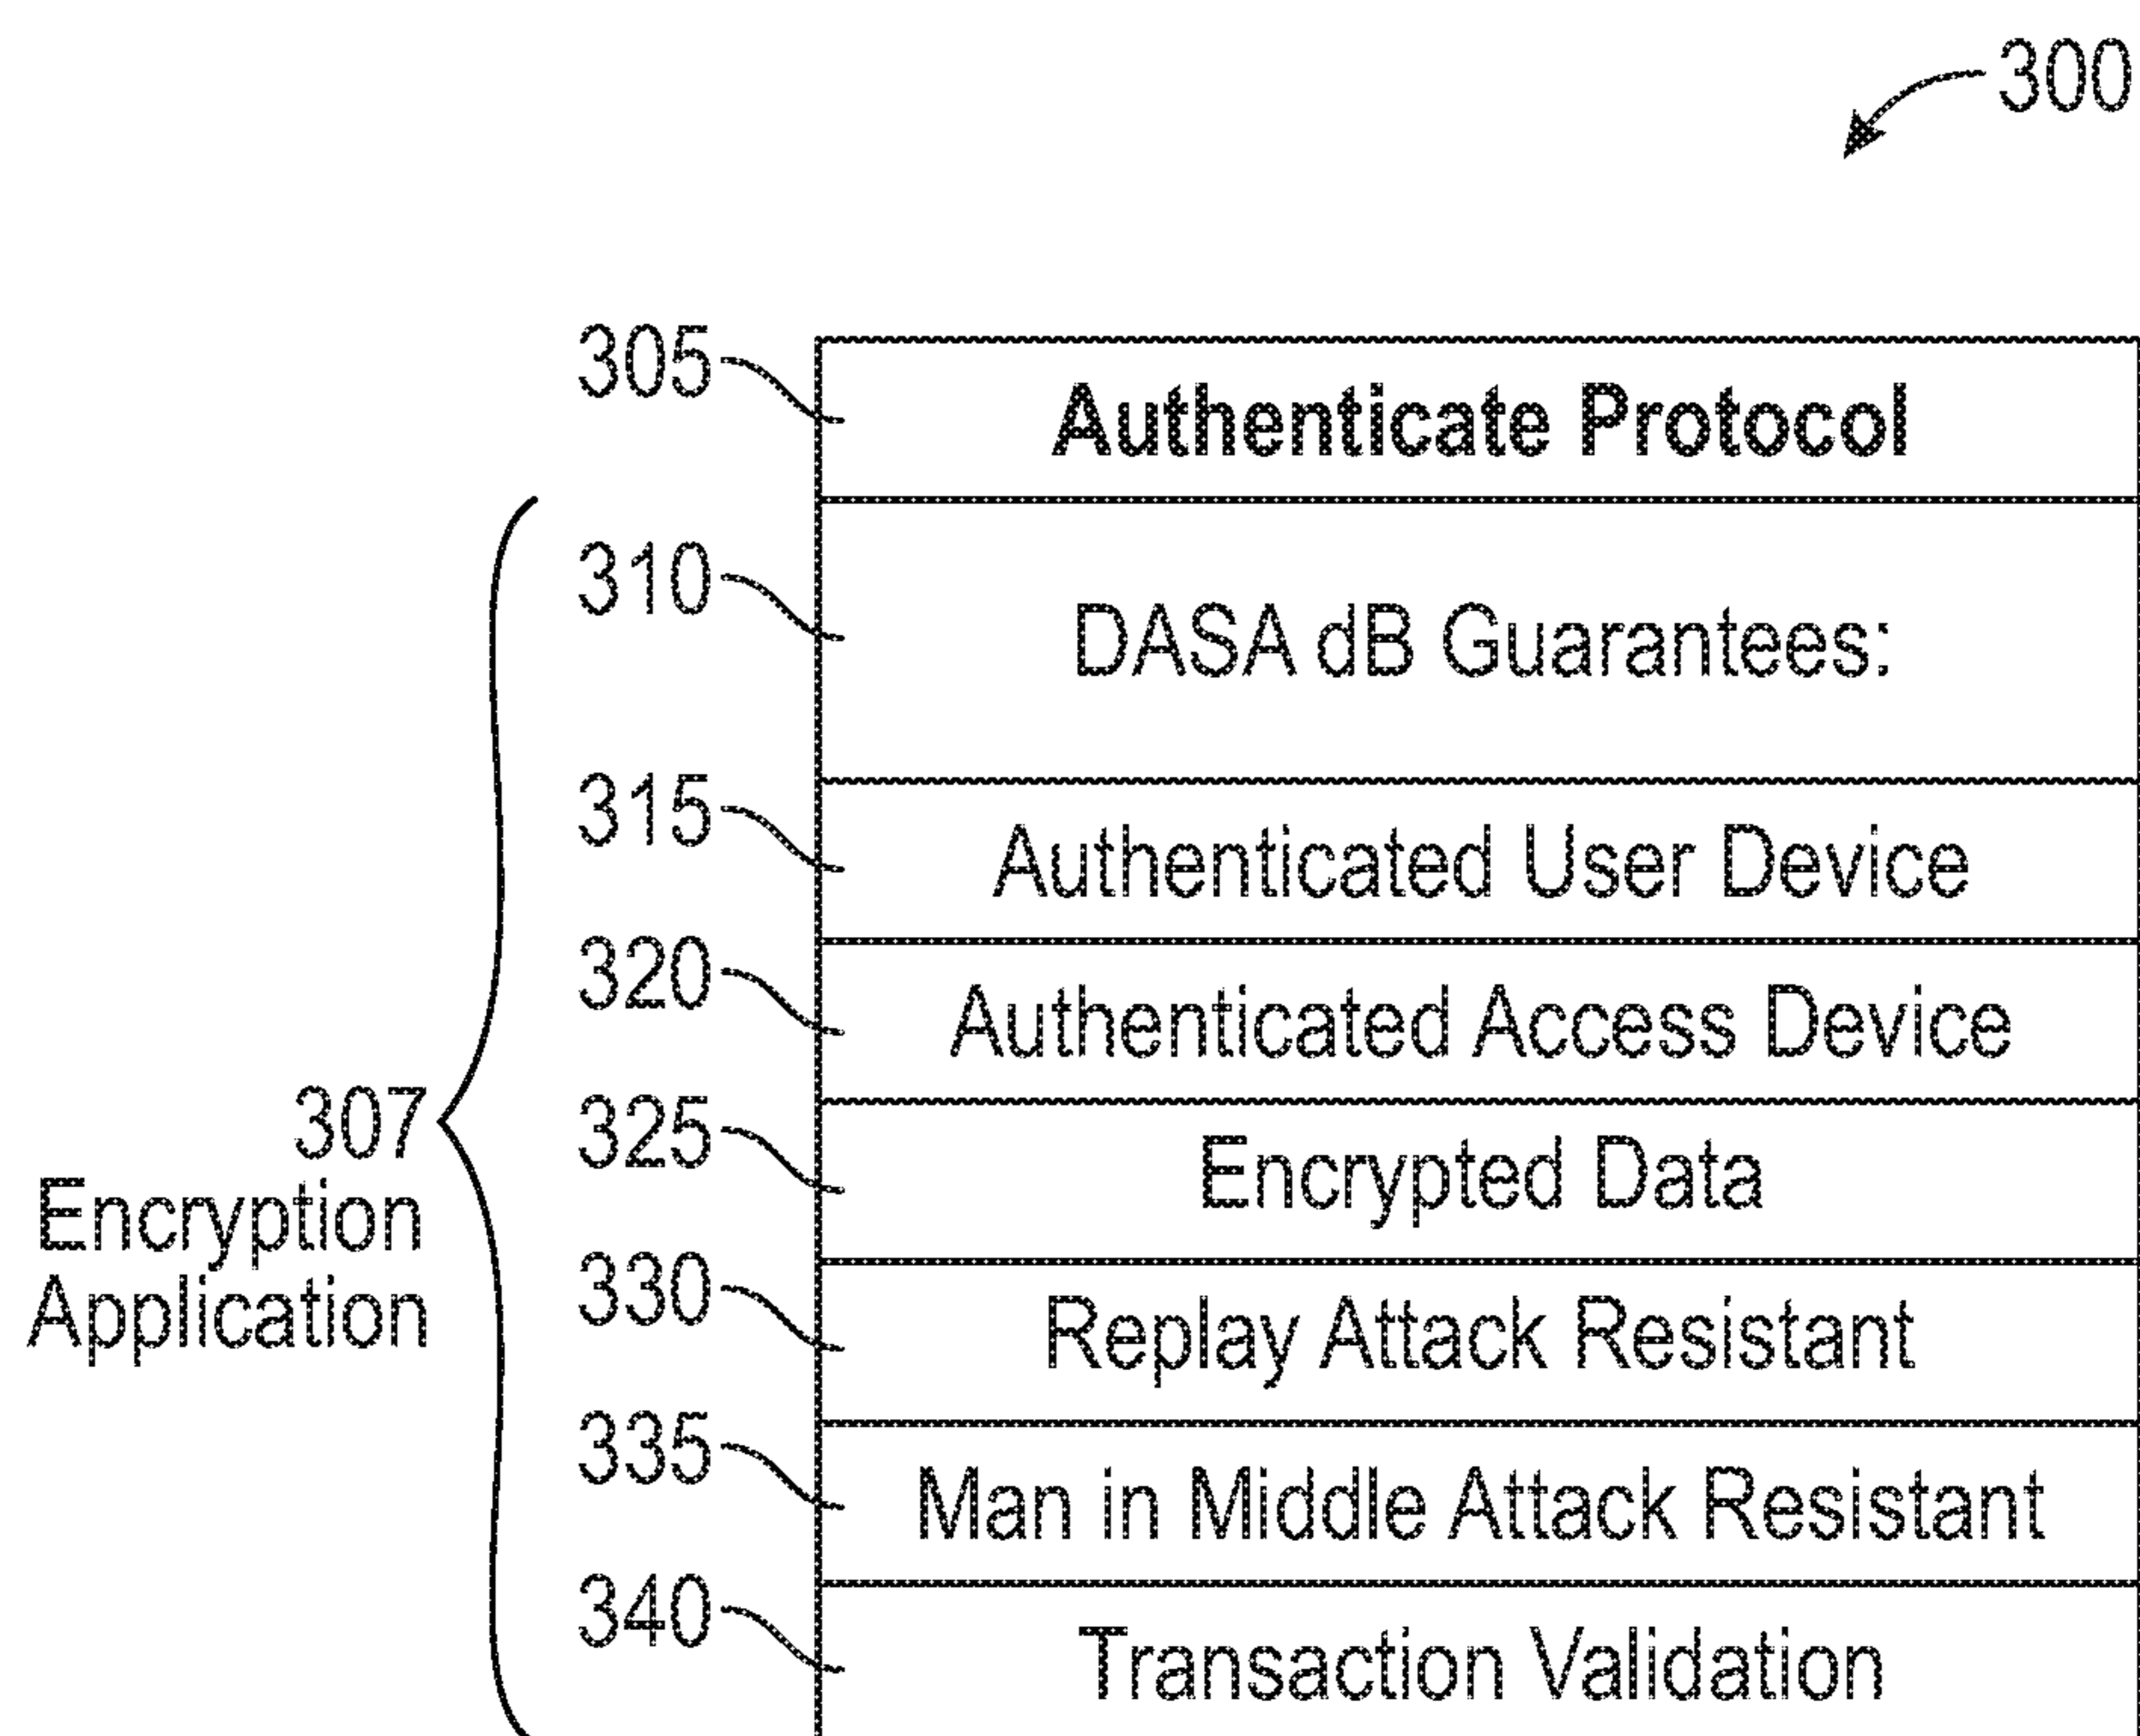 300
305 Authenticate Protocol
310 DASA dB Guarantees:
315 Authenticated User Device
320 Authenticated Access Device
307
Encryption
Application
325 Encrypted Data
330 Replay Attack Resistant
335 Man in Middle Attack Resistant
340 Transaction Validation